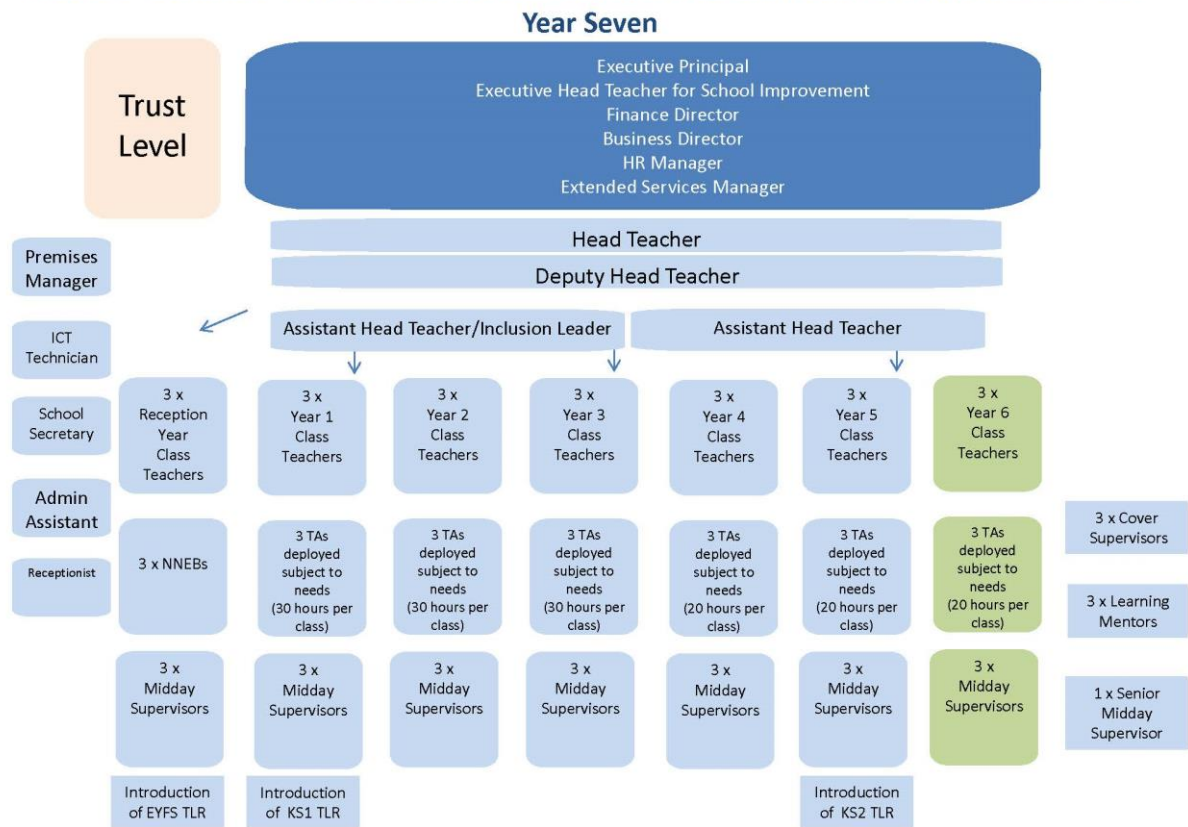 Year Seven
Trust
Level
Executive Principal
Executive Head Teacher for School Improvement
Finance Director
Business Director
HR Manager
Extended Services Manager
Head Teacher
Deputy Head Teacher
Premises
Manager
Assistant Head Teacher/Inclusion Leader
Assistant Head Teacher
ICT
Technician
School
Secretary
Admin
Assistant
Receptionist
3 x
Reception
Year
Class
Teachers
3 x
Year 1
Class
Teachers
3 x
Year 2
Class
Teachers
3 x
Year 3
Class
Teachers
3 x
Year 4
Class
Teachers
3 x
Year 5
Class
Teachers
3 x
Year 6
Class
Teachers
3 x NNEBs
3 TAs
deployed
subject to
needs
(30 hours per
class)
3 TAs
deployed
subject to
needs
(30 hours per
class)
3 TAs
deployed
subject to
needs
(30 hours per
class)
3 TAs
deployed
subject to
needs
(20 hours per
class)
3 TAs
deployed
subject to
needs
(20 hours per
class)
3 TAs
deployed
subject to
needs
(20 hours per
class)
3 x Cover
Supervisors
3 x Learning
Mentors
3 x
Midday
Supervisors
3 x
Midday
Supervisors
3 x
Midday
Supervisors
3 x
Midday
Supervisors
3 x
Midday
Supervisors
3 x
Midday
Supervisors
3 x
Midday
Supervisors
1 x Senior
Midday
Supervisor
Introduction
of EYFS TLR
Introduction
of KS1 TLR
Introduction
of KS2 TLR